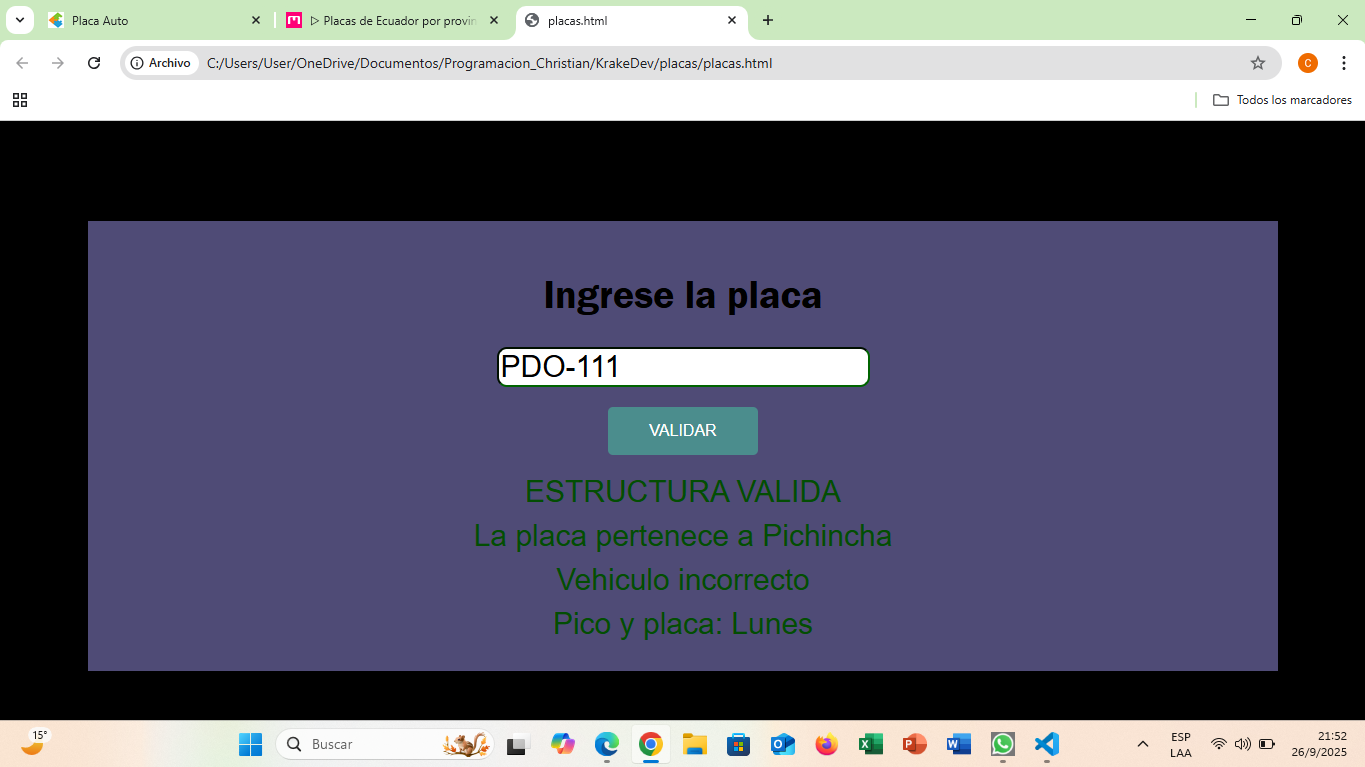 Placa Auto
▷ Placas de Ecuador por provin
placas.html
Archivo
C:/Users/User/OneDrive/Documentos/Programacion_Christian/KrakeDev/placas/placas.html
C
Todos los marcadores
Ingrese la placa
PDO-111
VALIDAR
ESTRUCTURA VALIDA
La placa pertenece a Pichincha
Vehiculo incorrecto
Pico y placa: Lunes
15°
Buscar
ESP
LAA
21:52
26/9/2025